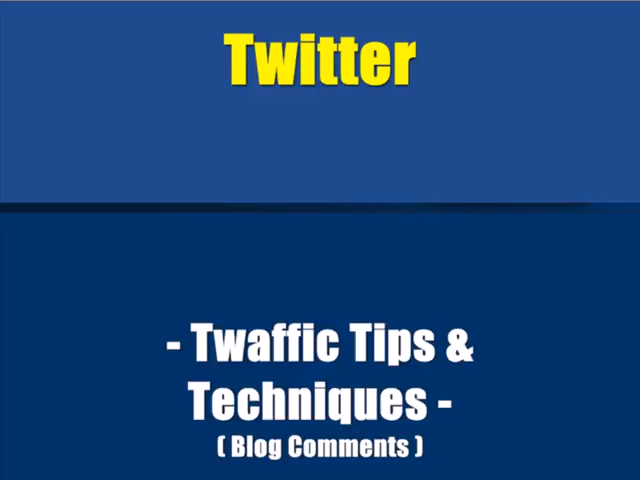 Twitter
- Twaffic Tips &
Techniques -
( Blog Comments )